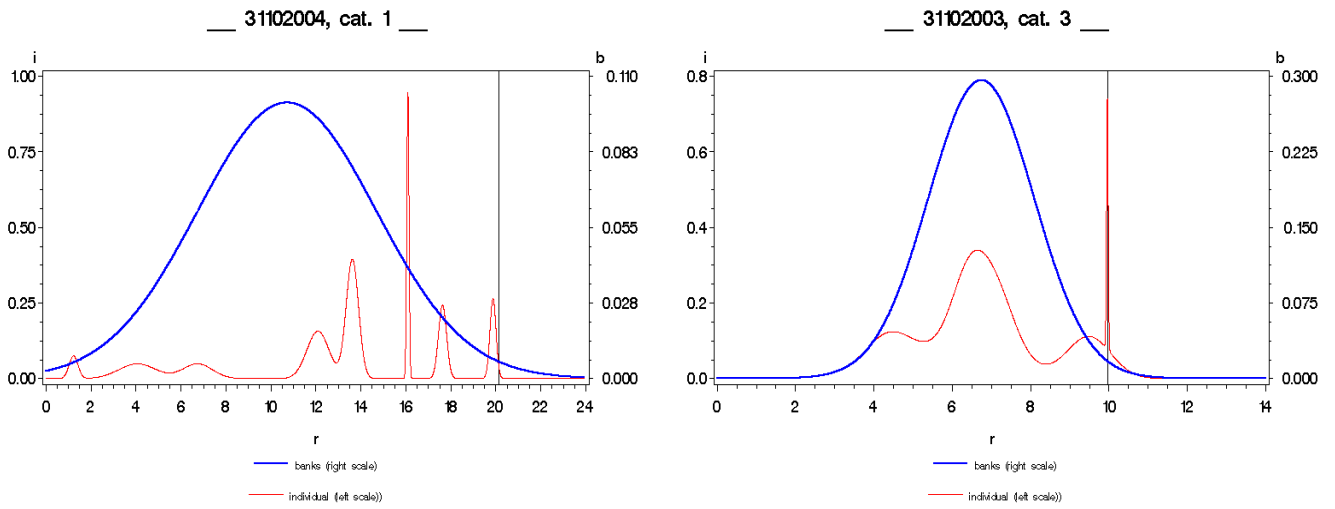 ___ 31102004, cat. 1 ___
i b
1.00 0.110
0.75 0.083
0.50 0.055
0.25 0.028
0.00 0.000
0 2 4 6 8 10 12 14 16 18 20 22 24
r
banks (right scale)
individual (left scale))
___ 31102003, cat. 3 ___
i b
0.8 0.300
0.6 0.225
0.4 0.150
0.2 0.075
0.0 0.000
0 2 4 6 8 10 12 14
r
banks (right scale)
individual (left scale))